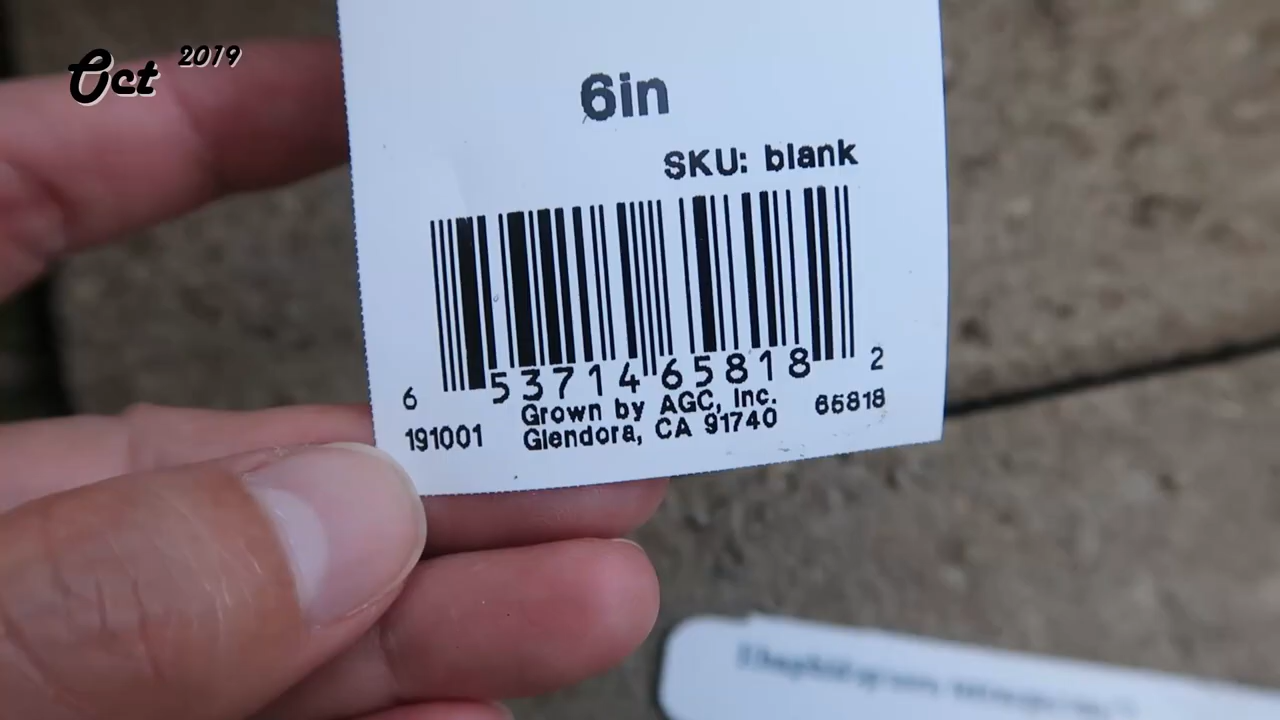 Oct 2019
6in
SKU: blank
6 53714 65818 2
Grown by AGC, Inc.
191001 Glendora, CA 91740 65818